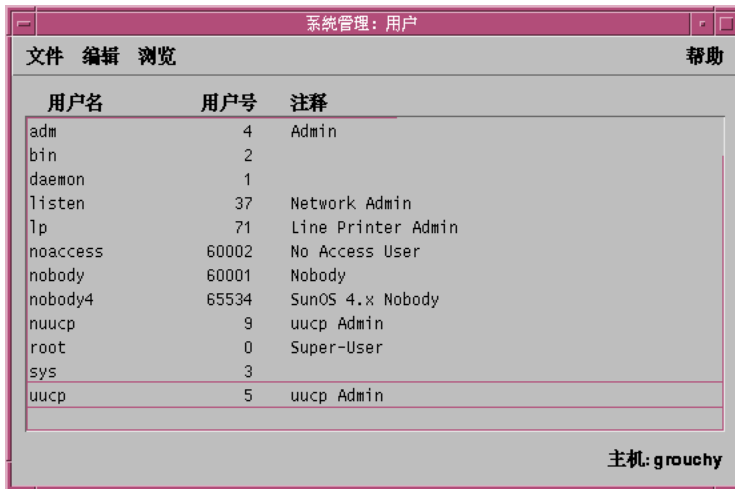 系统管理: 用户
文件 编辑 浏览 帮助
用户名 用户号 注释
adm 4 Admin
bin 2
daemon 1
listen 37 Network Admin
lp 71 Line Printer Admin
noaccess 60002 No Access User
nobody 60001 Nobody
nobody4 65534 SunOS 4.x Nobody
nuucp 9 uucp Admin
root 0 Super-User
sys 3
uucp 5 uucp Admin
主机: grouchy